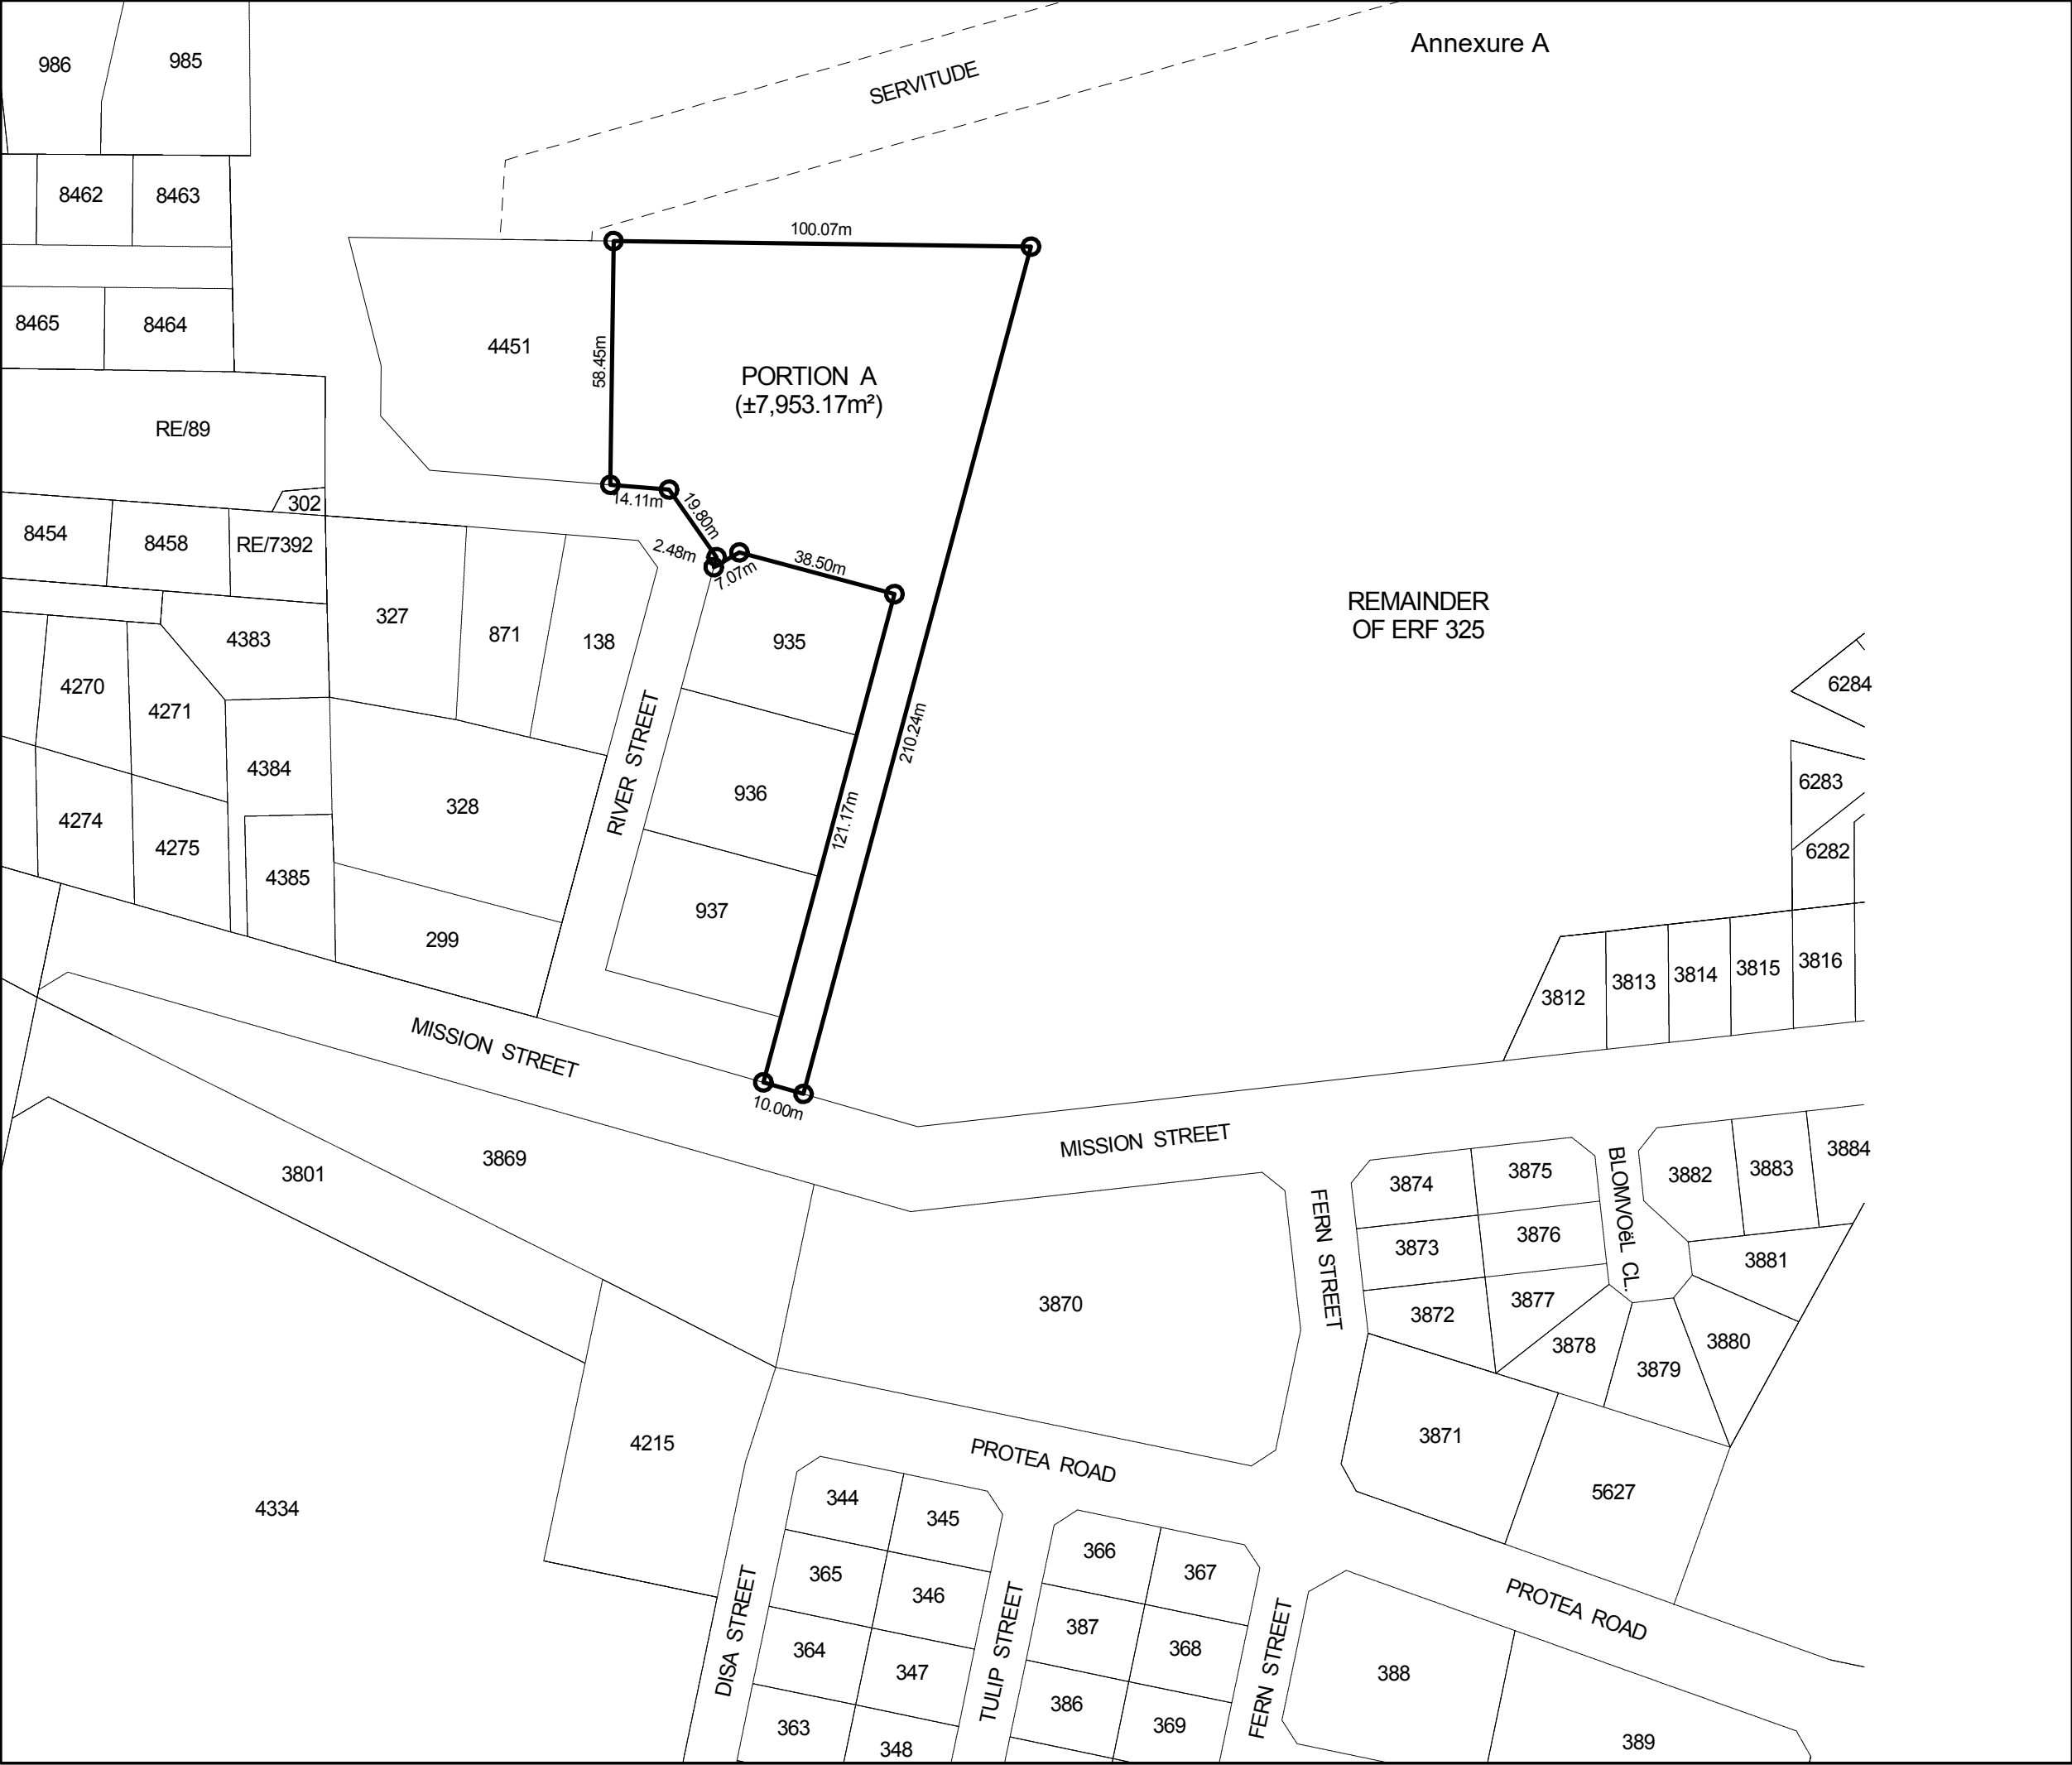 Annexure A
986
985
SERVITUDE
8462
8463
100.07m
8465
8464
4451
58.45m
PORTION A
(±7,953.17m²)
RE/89
302
14.11m
19.80m
8454
8458
RE/7392
2.48m
7.07m
38.50m
REMAINDER
OF ERF 325
327
871
138
935
4383
4270
4271
6284
RIVER STREET
210.24m
4384
936
6283
328
121.17m
4274
4275
6282
4385
937
299
3812
3813
3814
3815
3816
MISSION STREET
10.00m
MISSION STREET
3869
3801
3874
3875
BLOMVOëL CL.
3882
3883
3884
FERN STREET
3873
3876
3881
3870
3872
3877
3878
3879
3880
4215
PROTEA ROAD
3871
5627
4334
344
345
366
367
365
346
387
368
PROTEA ROAD
DISA STREET
TULIP STREET
FERN STREET
364
347
386
369
388
363
348
389